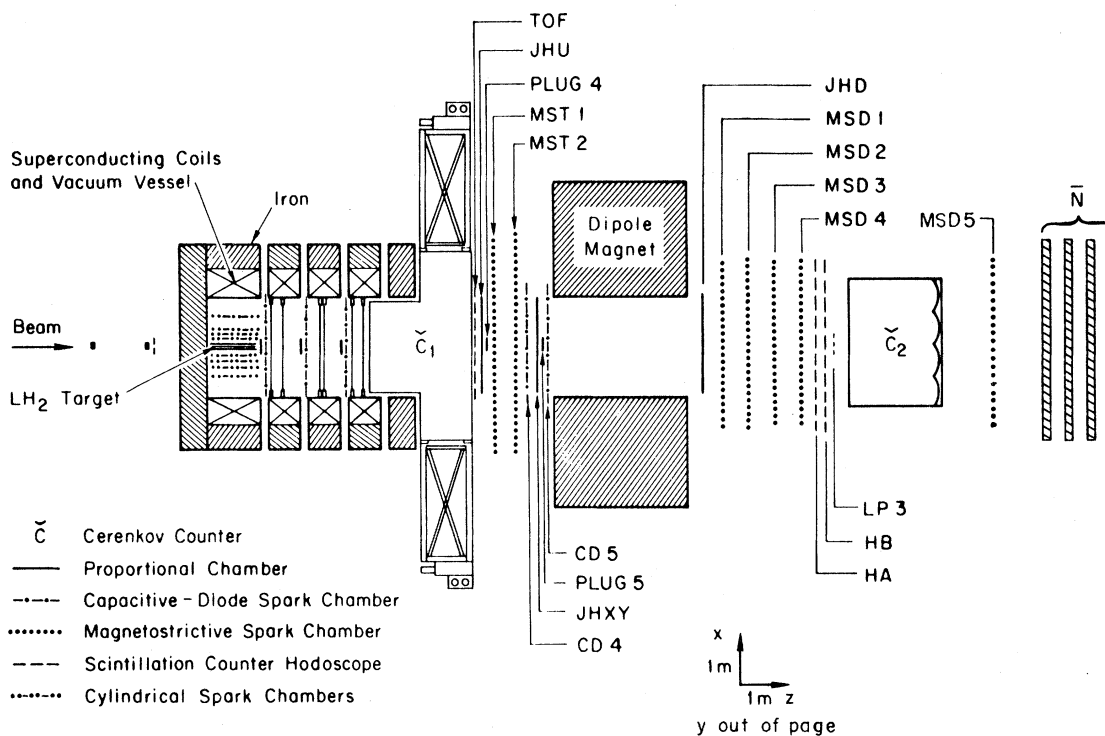 TOF
JHU
PLUG 4
MST 1
MST 2
JHD
MSD 1
MSD 2
MSD 3
MSD 4
MSD5
N̄
Superconducting Coils
and Vacuum Vessel
Iron
Dipole
Magnet
Beam
Č1
Č2
LH2 Target
LP 3
HB
HA
CD 5
PLUG 5
JHXY
CD 4
Č Cerenkov Counter
Proportional Chamber
Capacitive-Diode Spark Chamber
Magnetostrictive Spark Chamber
Scintillation Counter Hodoscope
Cylindrical Spark Chambers
x
1m
1m z
y out of page